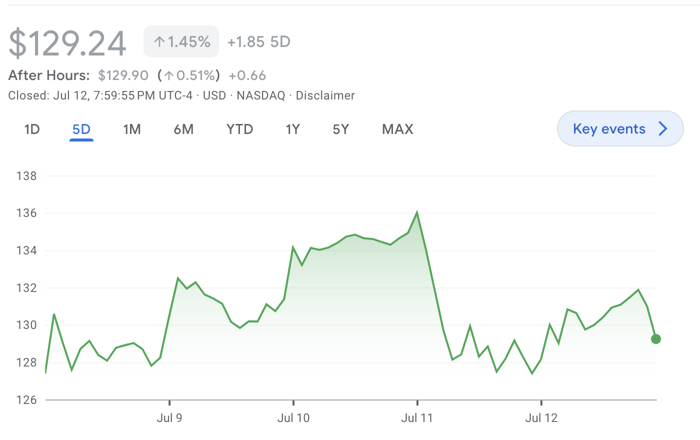 $129.24 ↑1.45% +1.85 5D
After Hours: $129.90 (↑0.51%) +0.66
Closed: Jul 12, 7:59:55 PM UTC-4 · USD · NASDAQ · Disclaimer
1D 5D 1M 6M YTD 1Y 5Y MAX Key events
138
136
134
132
130
128
126
Jul 9 Jul 10 Jul 11 Jul 12